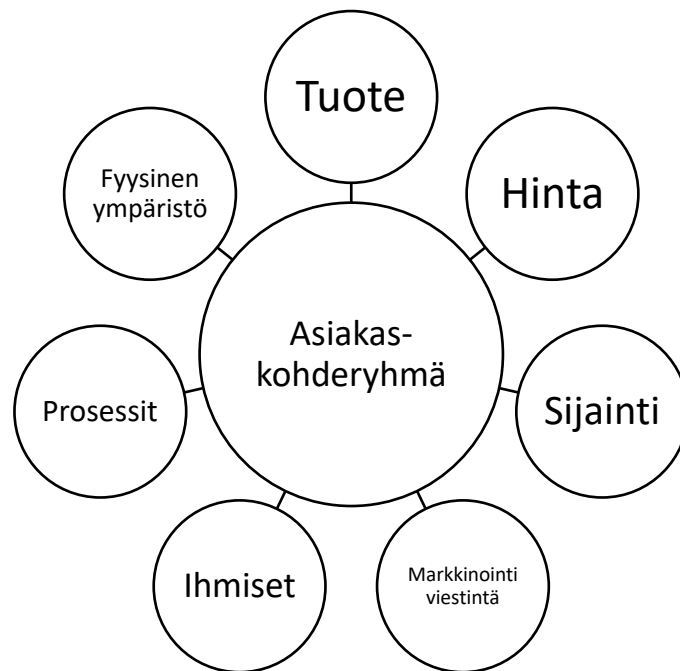 Tuote
Hinta
Sijainti
Markkinointi
viestintä
Ihmiset
Prosessit
Fyysinen
ympäristö
Asiakas-
kohderyhmä